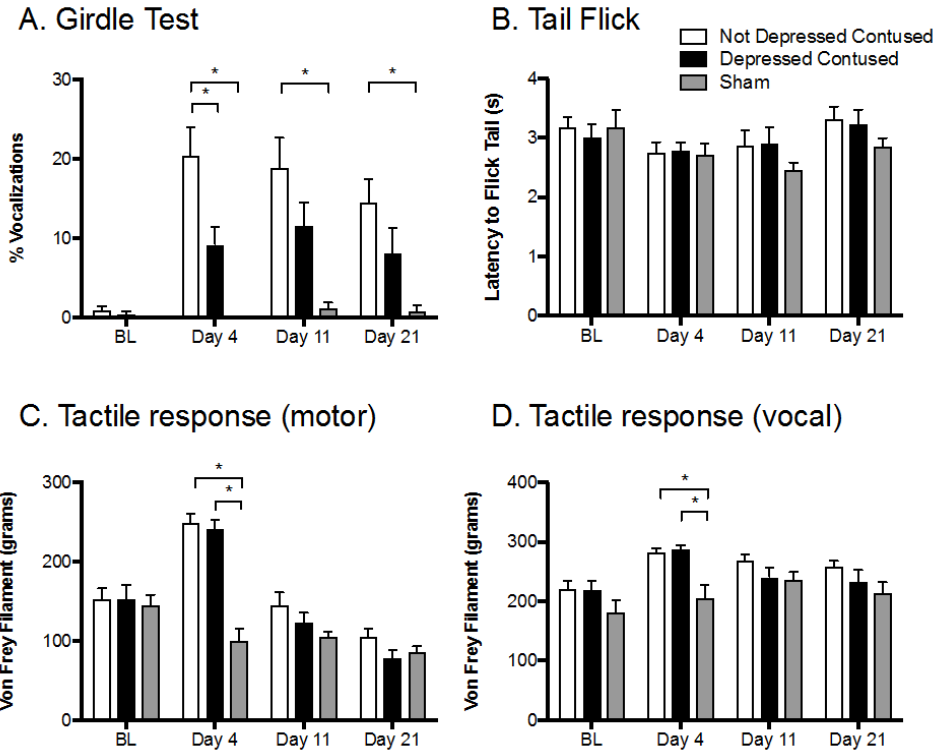 A. Girdle Test
% Vocalizations
30
20
10
0
* * * *
BL Day 4 Day 11 Day 21
B. Tail Flick
Not Depressed Contused
Depressed Contused
Sham
Latency to Flick Tail (s)
4
3
2
1
0
BL Day 4 Day 11 Day 21
C. Tactile response (motor)
Von Frey Filament (grams)
300
200
100
0
*
*
BL Day 4 Day 11 Day 21
D. Tactile response (vocal)
Von Frey Filament (grams)
400
300
200
100
0
*
*
BL Day 4 Day 11 Day 21